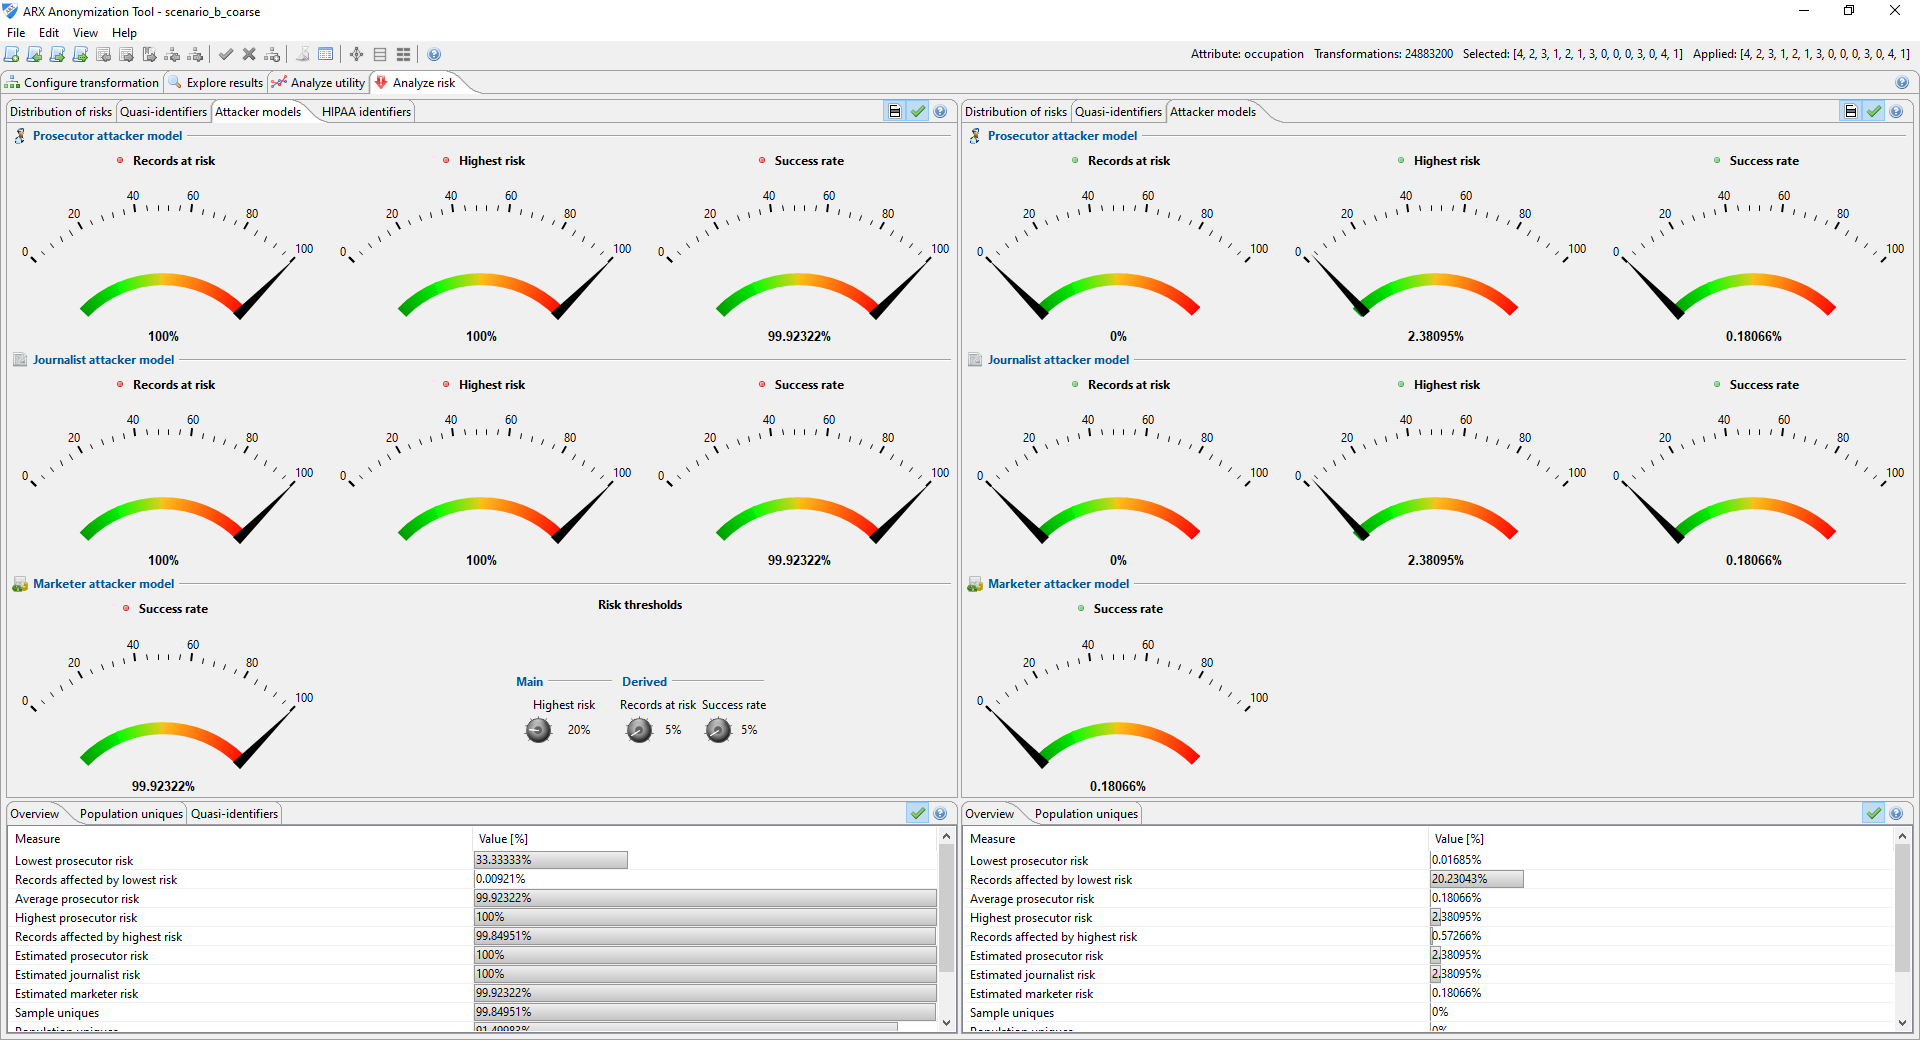 ARX Anonymization Tool - scenario_b_coarse
File Edit View Help
Attribute: occupation Transformations: 24883200 Selected: [4, 2, 3, 1, 2, 1, 3, 0, 0, 0, 3, 0, 4, 1] Applied: [4, 2, 3, 1, 2, 1, 3, 0, 0, 0, 3, 0, 4, 1]
Configure transformation Explore results Analyze utility Analyze risk
Distribution of risks Quasi-identifiers Attacker models HIPAA identifiers
Prosecutor attacker model
Records at risk Highest risk Success rate
0 20 40 60 80 100 0 20 40 60 80 100 0 20 40 60 80 100
100% 100% 99.92322%
Journalist attacker model
Records at risk Highest risk Success rate
0 20 40 60 80 100 0 20 40 60 80 100 0 20 40 60 80 100
100% 100% 99.92322%
Marketer attacker model
Success rate
0 20 40 60 80 100
99.92322%
Risk thresholds
Main Derived
Highest risk Records at risk Success rate
20% 5% 5%
Distribution of risks Quasi-identifiers Attacker models
Prosecutor attacker model
Records at risk Highest risk Success rate
0 20 40 60 80 100 0 20 40 60 80 100 0 20 40 60 80 100
0% 2.38095% 0.18066%
Journalist attacker model
Records at risk Highest risk Success rate
0 20 40 60 80 100 0 20 40 60 80 100 0 20 40 60 80 100
0% 2.38095% 0.18066%
Marketer attacker model
Success rate
0 20 40 60 80 100
0.18066%
Overview Population uniques Quasi-identifiers
Measure Value [%]
Lowest prosecutor risk 33.33333%
Records affected by lowest risk 0.00921%
Average prosecutor risk 99.92322%
Highest prosecutor risk 100%
Records affected by highest risk 99.84951%
Estimated prosecutor risk 100%
Estimated journalist risk 100%
Estimated marketer risk 99.92322%
Sample uniques 99.84951%
Population uniques 91.49983%
Overview Population uniques
Measure Value [%]
Lowest prosecutor risk 0.01685%
Records affected by lowest risk 20.23043%
Average prosecutor risk 0.18066%
Highest prosecutor risk 2.38095%
Records affected by highest risk 0.57266%
Estimated prosecutor risk 2.38095%
Estimated journalist risk 2.38095%
Estimated marketer risk 0.18066%
Sample uniques 0%
Population uniques 0%